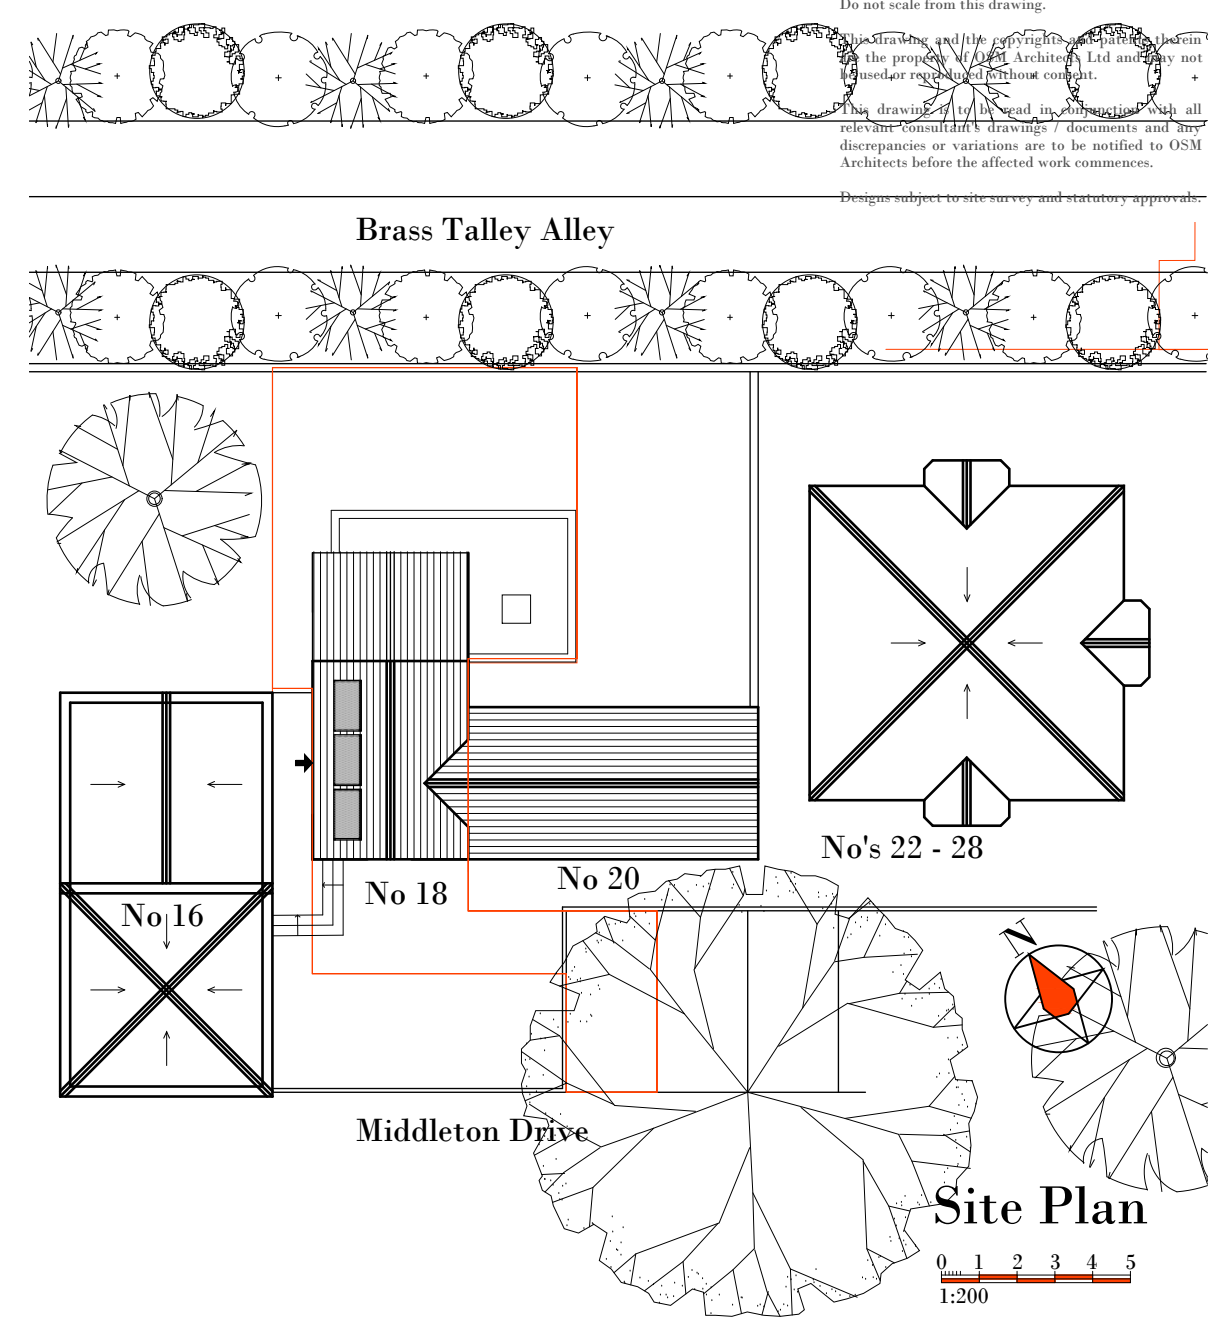 Do not scale from this drawing.
This drawing and the copyrights and patents therein
are the property of OSM Architects Ltd and may not
be used or reproduced without consent.
This drawing is to be read in conjunction with all
relevant consultant's drawings / documents and any
discrepancies or variations are to be notified to OSM
Architects before the affected work commences.
Designs subject to site survey and statutory approvals.
Brass Talley Alley
No's 22 - 28
No 20
No 18
No 16
N
Middleton Drive
Site Plan
0 1 2 3 4 5
1:200